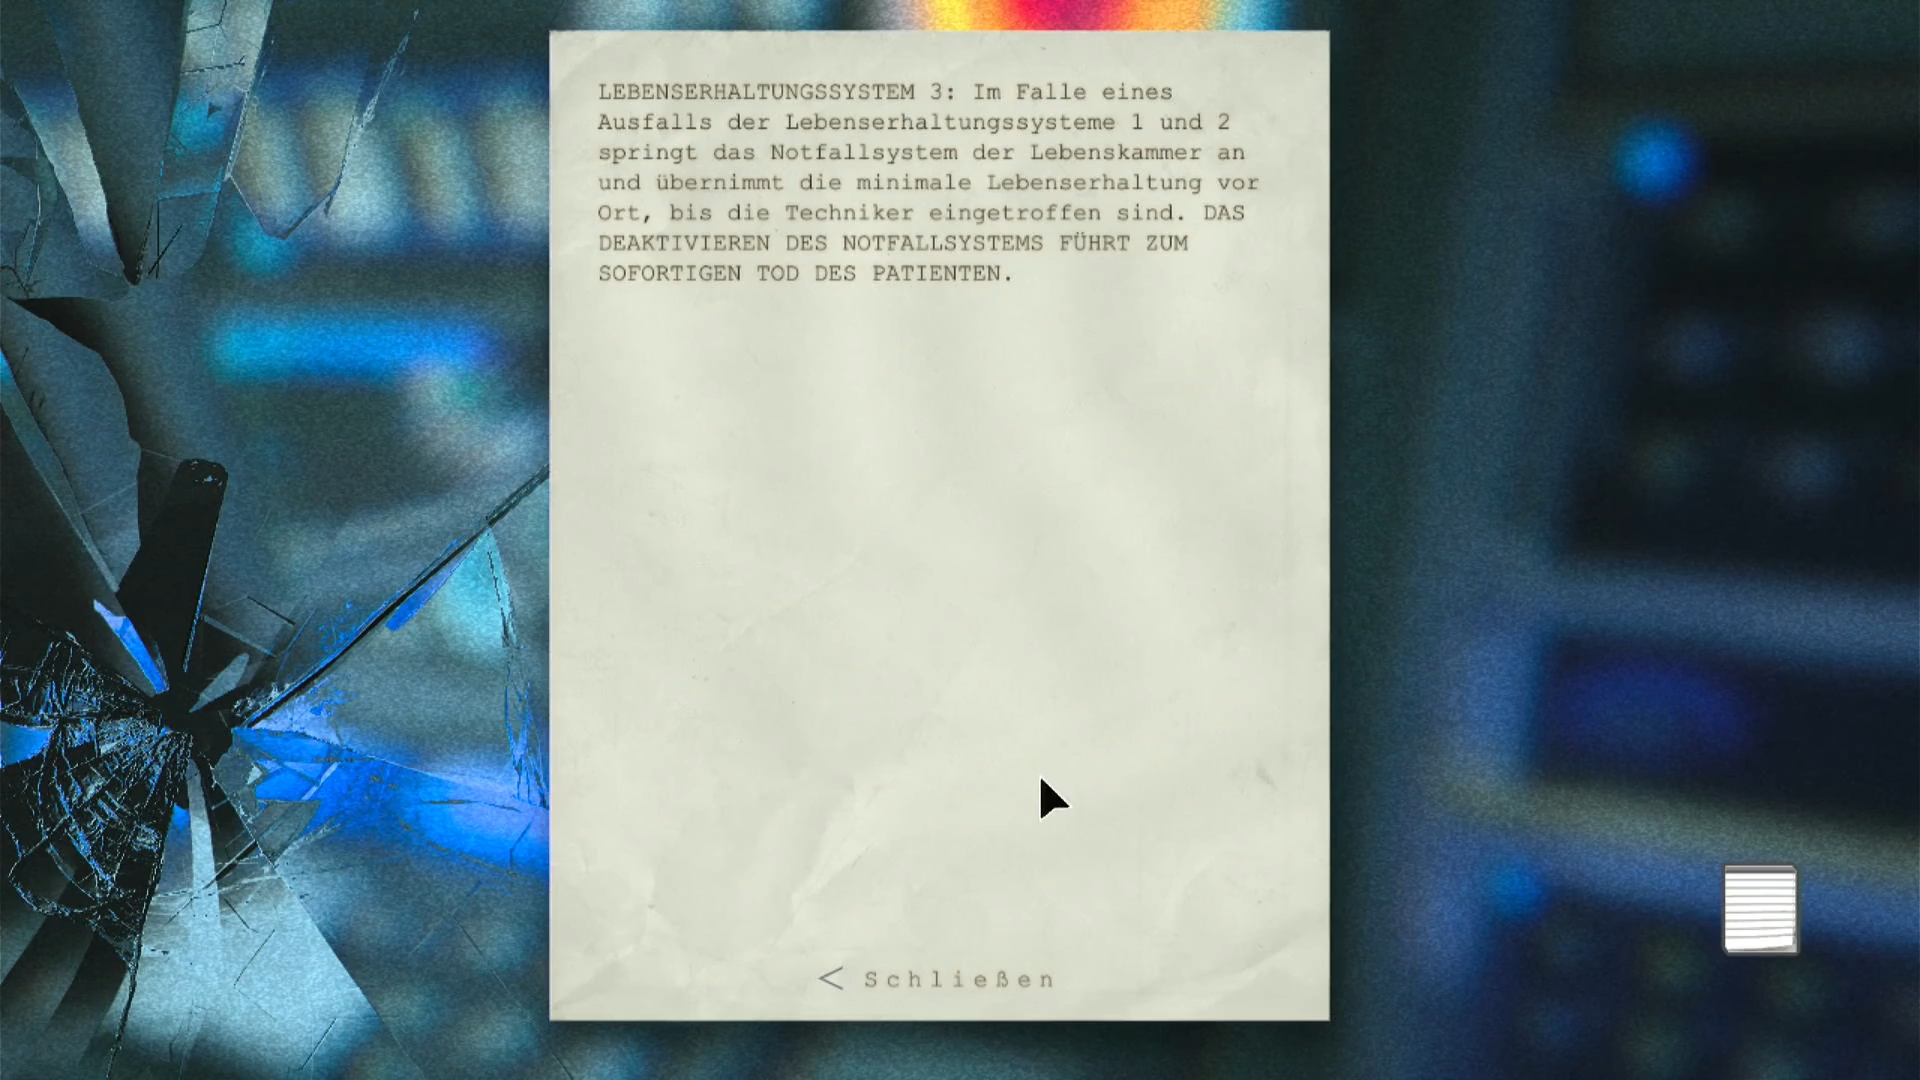 LEBENSERHALTUNGSSYSTEM 3: Im Falle eines
Ausfalls der Lebenserhaltungssysteme 1 und 2
springt das Notfallsystem der Lebenskammer an
und übernimmt die minimale Lebenserhaltung vor
Ort, bis die Techniker eingetroffen sind. DAS
DEAKTIVIEREN DES NOTFALLSYSTEMS FÜHRT ZUM
SOFORTIGEN TOD DES PATIENTEN.
< Schließen